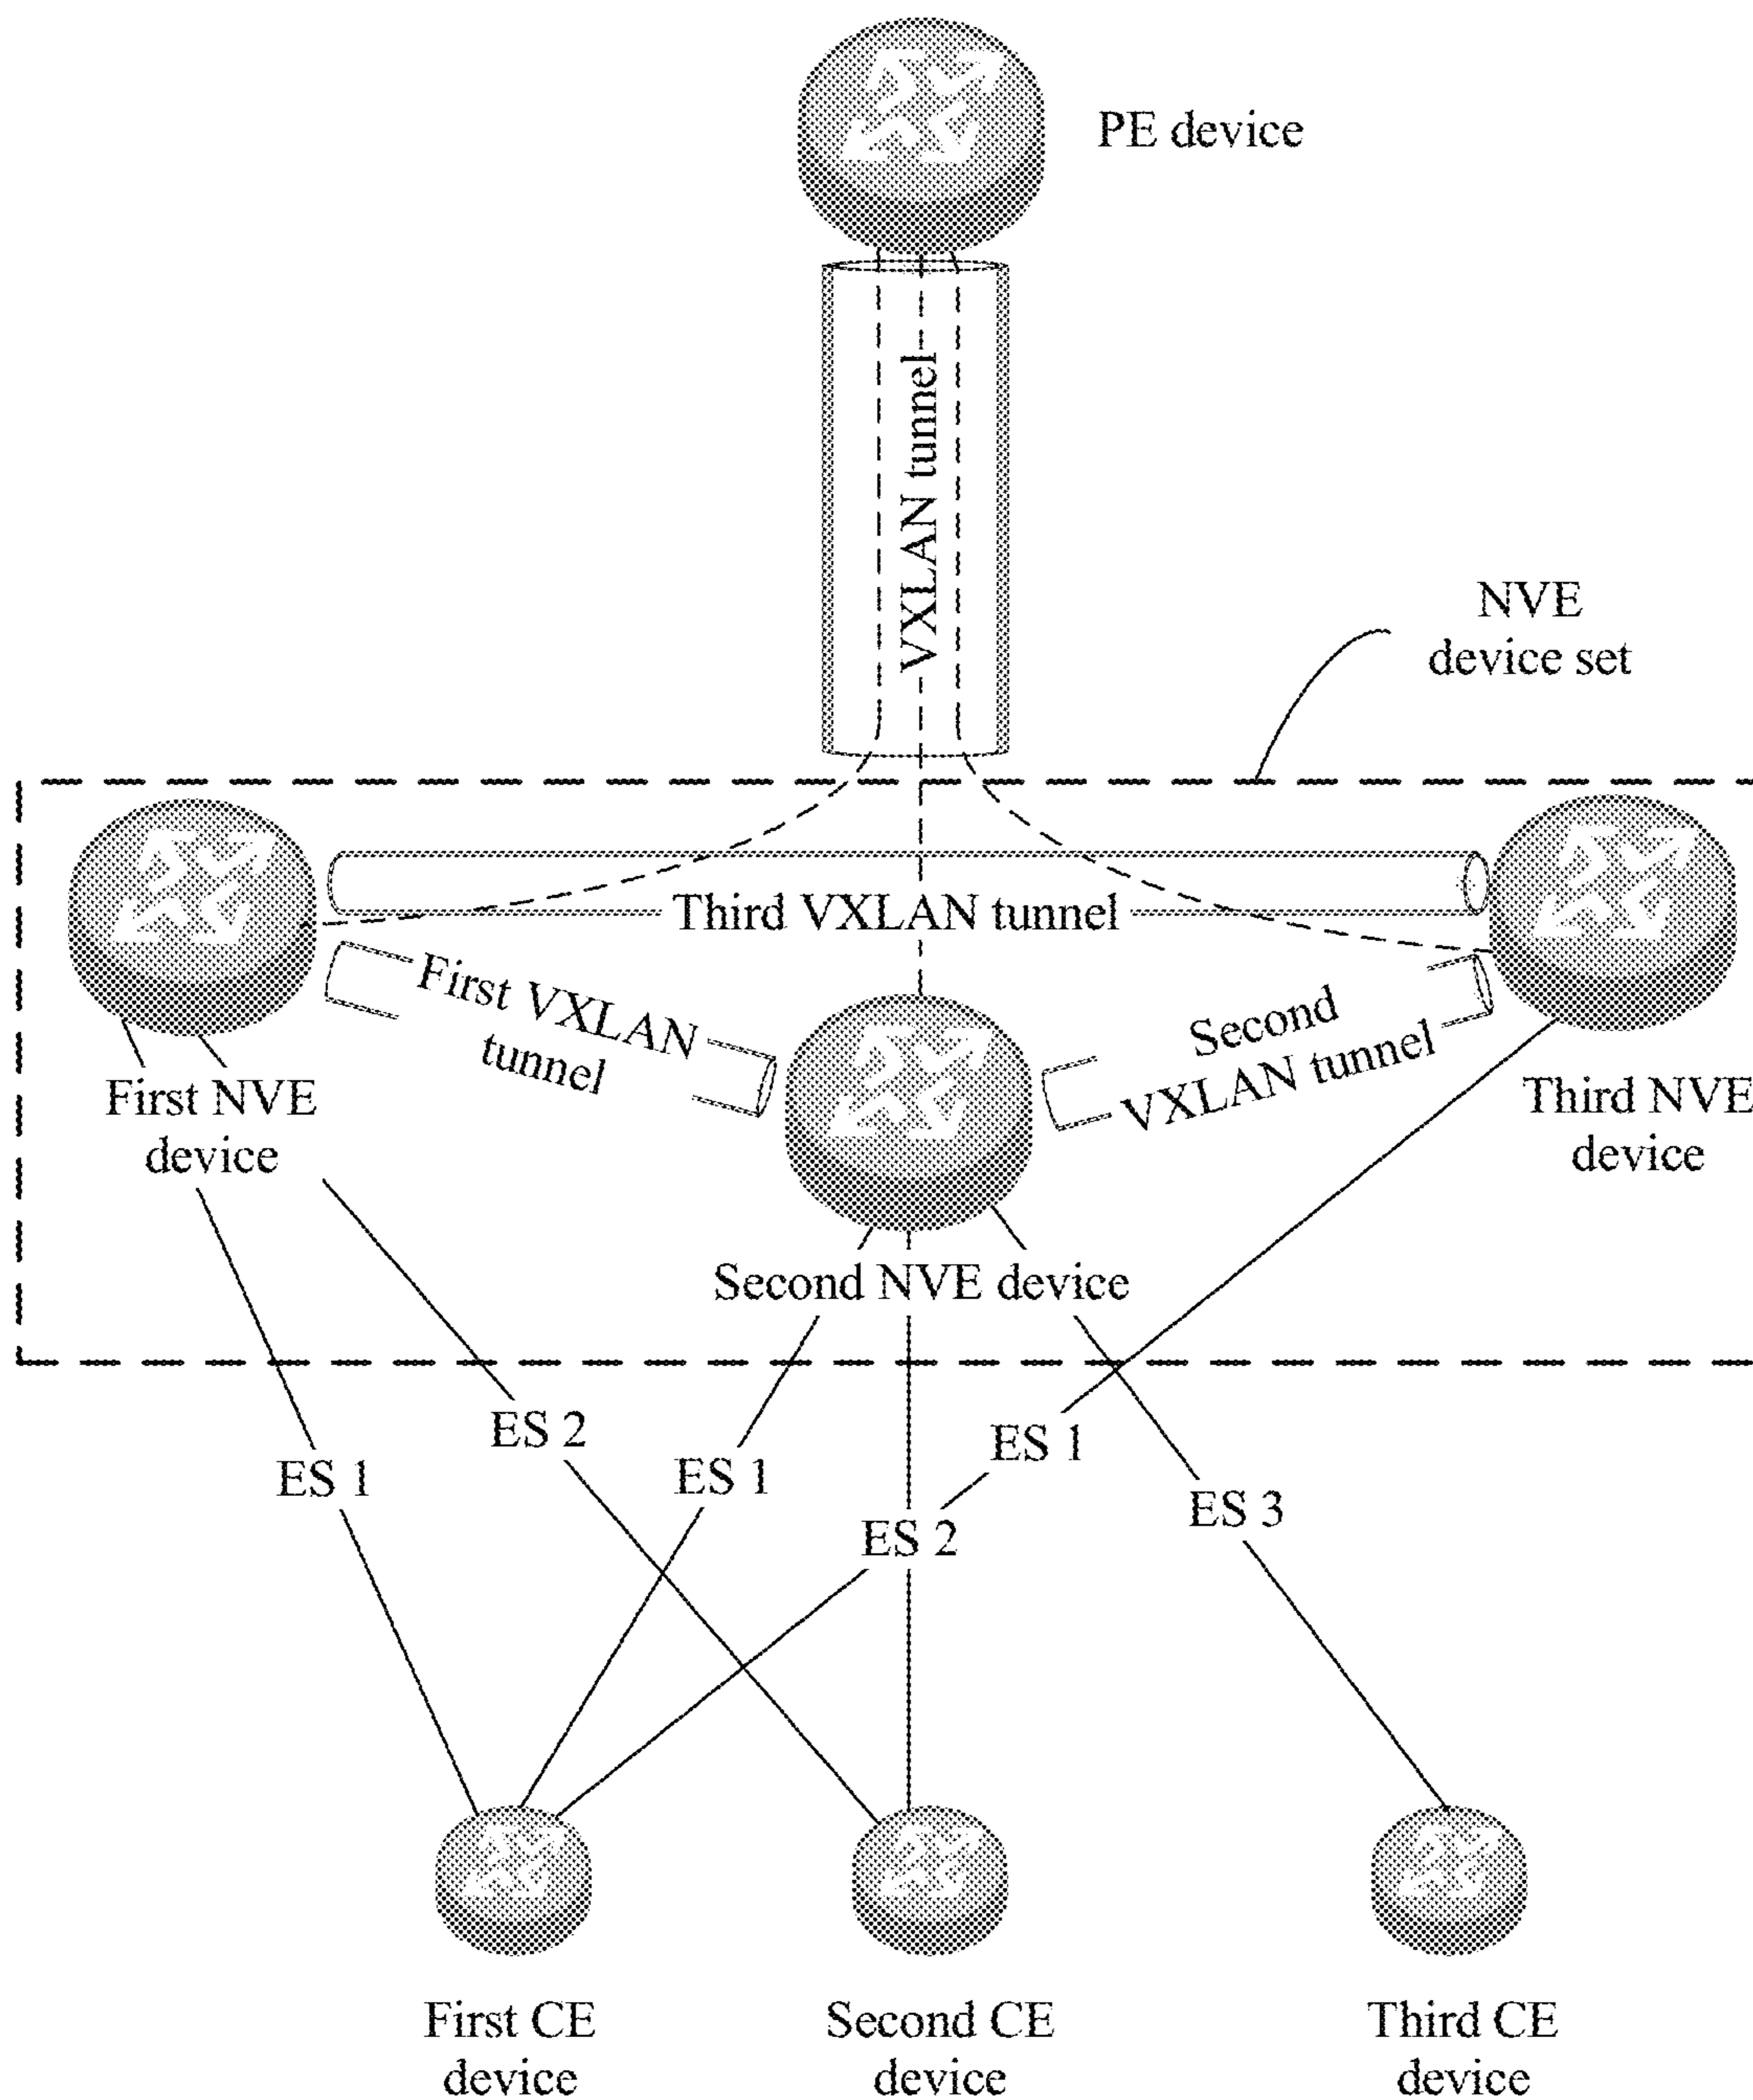 PE device
VXLAN tunnel
NVE
device set
Third VXLAN tunnel
First VXLAN
tunnel
Second
VXLAN tunnel
First NVE
device
Third NVE
device
Second NVE device
ES 1
ES 2
ES 1
ES 2
ES 1
ES 3
First CE
device
Second CE
device
Third CE
device